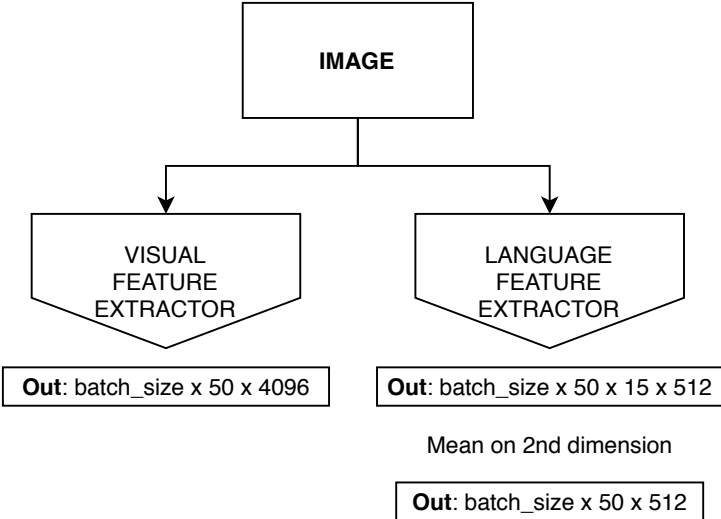 IMAGE
VISUAL
FEATURE
EXTRACTOR
LANGUAGE
FEATURE
EXTRACTOR
Out: batch_size x 50 x 4096
Out: batch_size x 50 x 15 x 512
Mean on 2nd dimension
Out: batch_size x 50 x 512